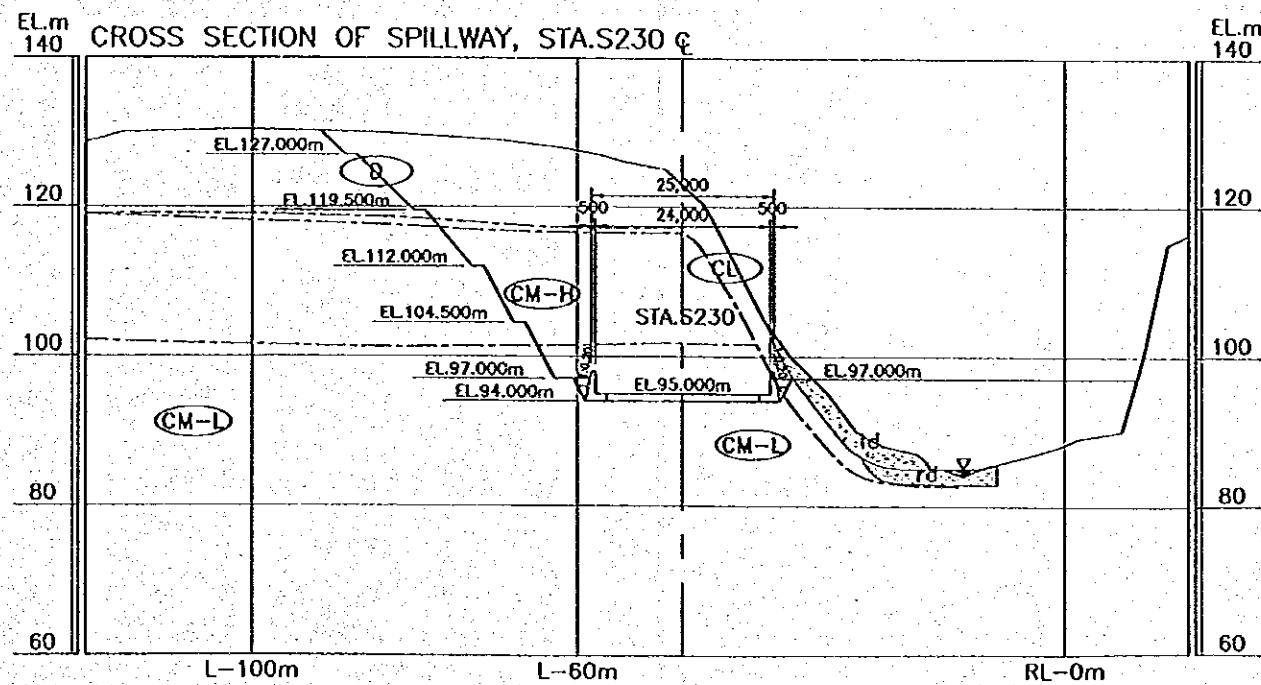 EL.m
140
CROSS SECTION OF SPILLWAY, STA.S230 ℄
EL.m
140
EL.127.000m
D
25,000
120
EL.119.500m
500
24,000
500
120
EL.112.000m
CL
CM-H
EL.104.500m
STA.S230
100
100
EL.97.000m
EL.97.000m
EL.94.000m
EL.95.000m
CM-L
CM-L
td
rd
80
80
60
60
L-100m
L-60m
RL-0m